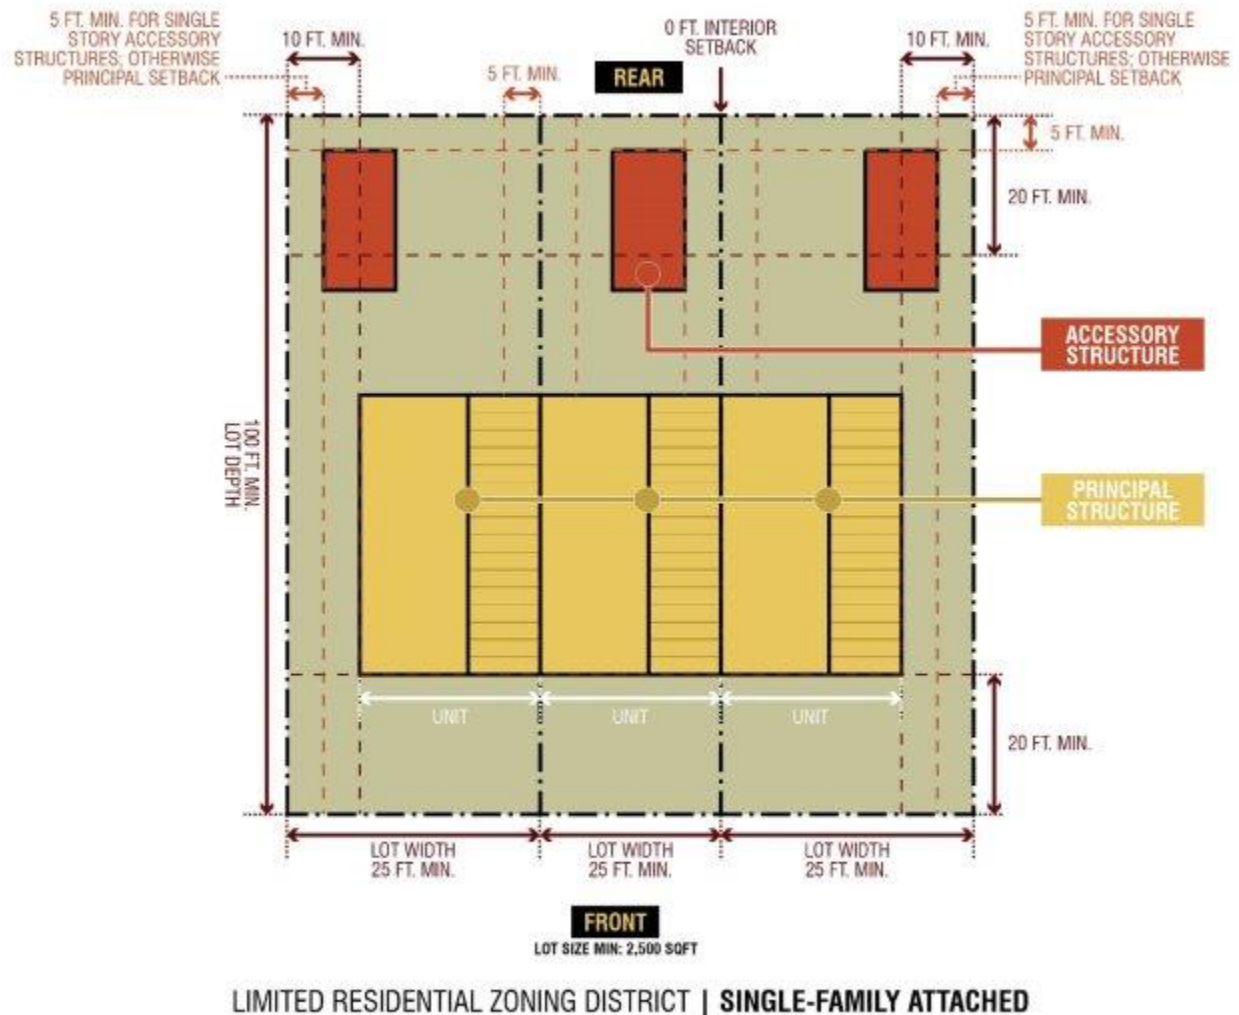 5 FT. MIN. FOR SINGLE
STORY ACCESSORY
STRUCTURES; OTHERWISE
PRINCIPAL SETBACK
10 FT. MIN.
5 FT. MIN.
REAR
0 FT. INTERIOR
SETBACK
10 FT. MIN.
5 FT. MIN. FOR SINGLE
STORY ACCESSORY
STRUCTURES; OTHERWISE
PRINCIPAL SETBACK
5 FT. MIN.
20 FT. MIN.
ACCESSORY
STRUCTURE
100 FT. MIN.
LOT DEPTH
PRINCIPAL
STRUCTURE
UNIT
UNIT
UNIT
20 FT. MIN.
LOT WIDTH
25 FT. MIN.
LOT WIDTH
25 FT. MIN.
LOT WIDTH
25 FT. MIN.
FRONT
LOT SIZE MIN: 2,500 SQFT
LIMITED RESIDENTIAL ZONING DISTRICT | SINGLE-FAMILY ATTACHED